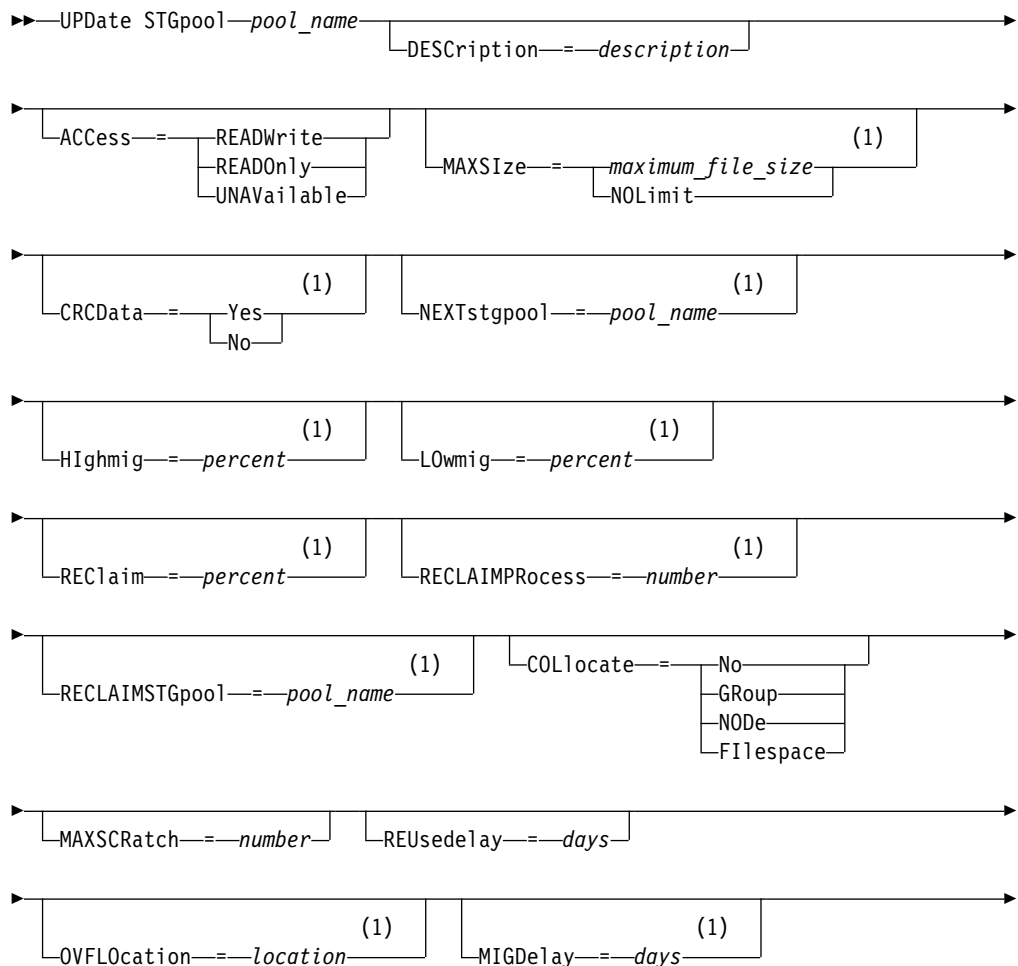 UPDate STGpool pool_name
DESCription = description
ACCess = READWrite
READOnly
UNAVailable
(1)
MAXSIze = maximum_file_size
NOLimit
(1)
CRCData = Yes
No
(1)
NEXTstgpool = pool_name
(1)
HIghmig = percent
(1)
LOwmig = percent
(1)
REClaim = percent
(1)
RECLAIMPRocess = number
(1)
RECLAIMSTGpool = pool_name
COLlocate = No
GRoup
NODe
FIlespace
MAXSCRatch = number
REUsedelay = days
(1)
OVFLOcation = location
(1)
MIGDelay = days